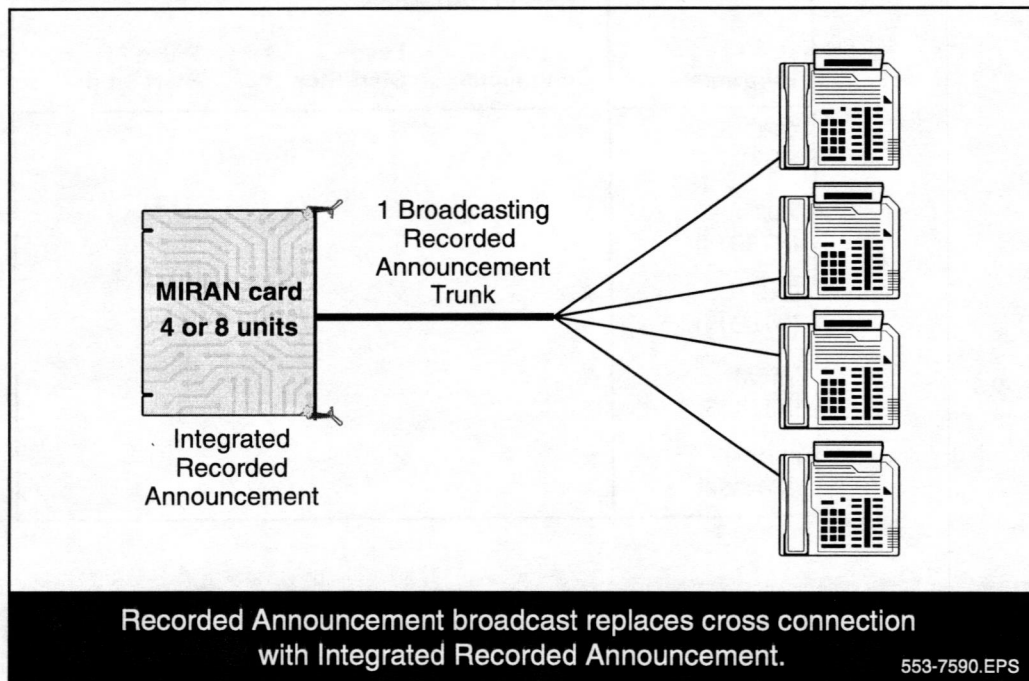 1 Broadcasting
Recorded
Announcement
Trunk
MIRAN card
4 or 8 units
Integrated
Recorded
Announcement
Recorded Announcement broadcast replaces cross connection
with Integrated Recorded Announcement.
553-7590.EPS